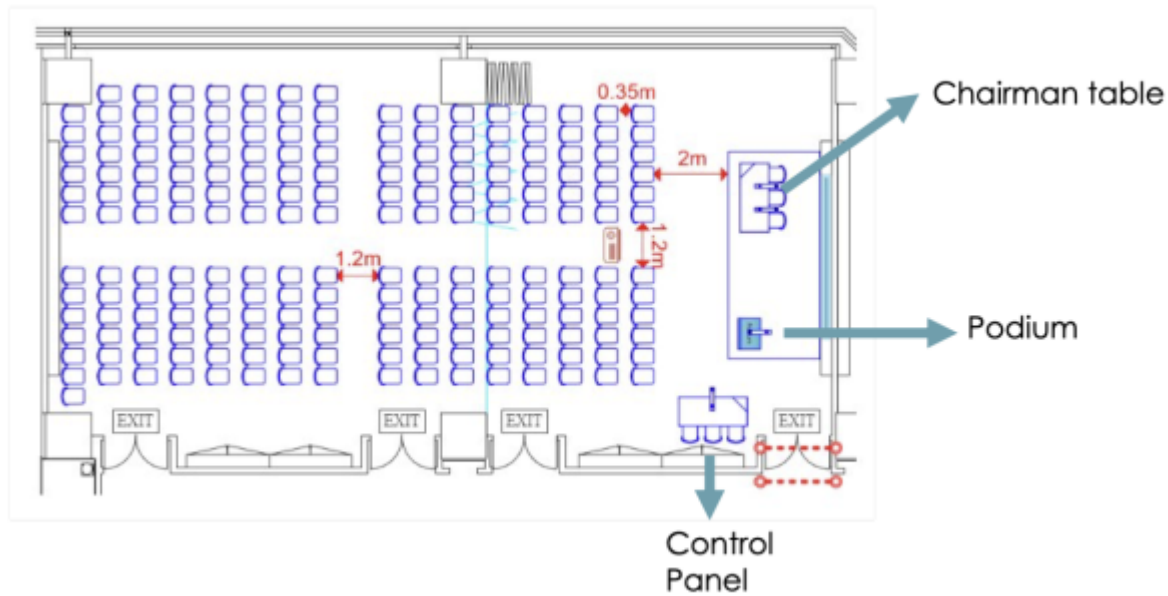 Chairman table
0.35m
2m
1.2m
1.2m
Podium
EXIT
EXIT
EXIT
EXIT
Control
Panel